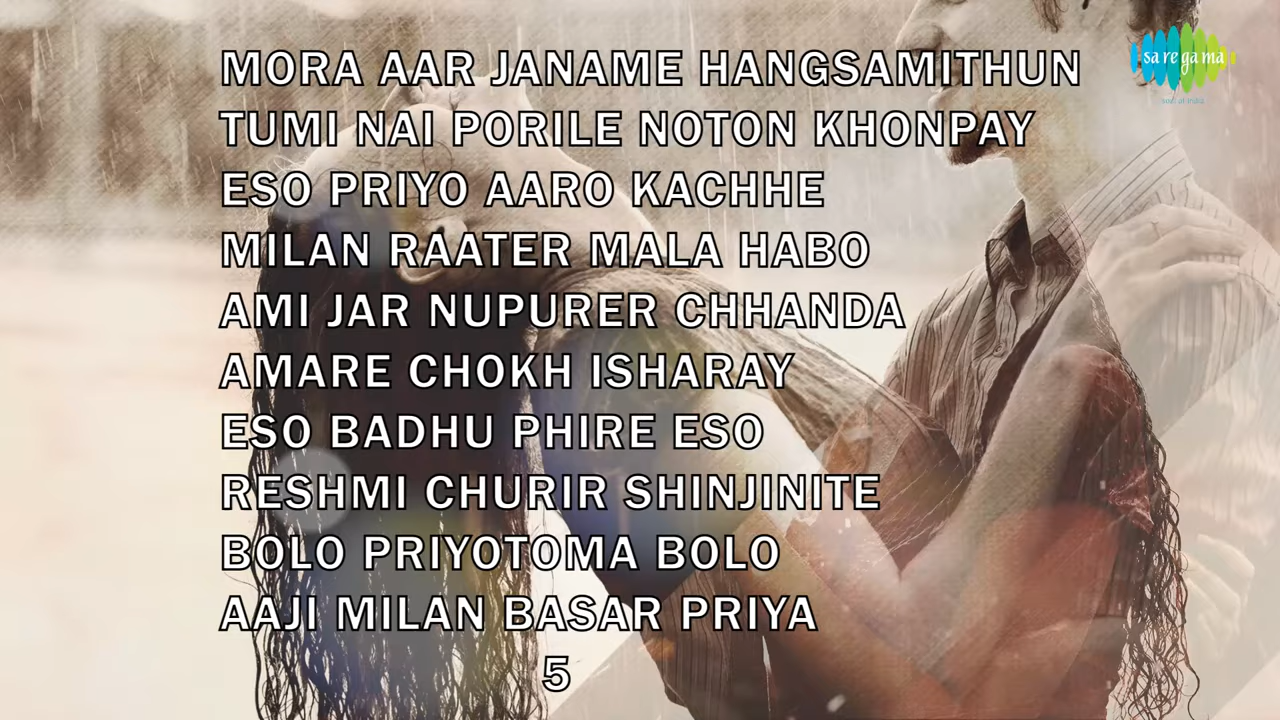 MORA AAR JANAME HANGSAMITHUN
TUMI NAI PORILE NOTON KHONPAY
ESO PRIYO AARO KACHHE
MILAN RAATER MALA HABO
AMI JAR NUPURER CHHANDA
AMARE CHOKH ISHARAY
ESO BADHU PHIRE ESO
RESHMI CHURIR SHINJINITE
BOLO PRIYOTOMA BOLO
AAJI MILAN BASAR PRIYA
5
saregama